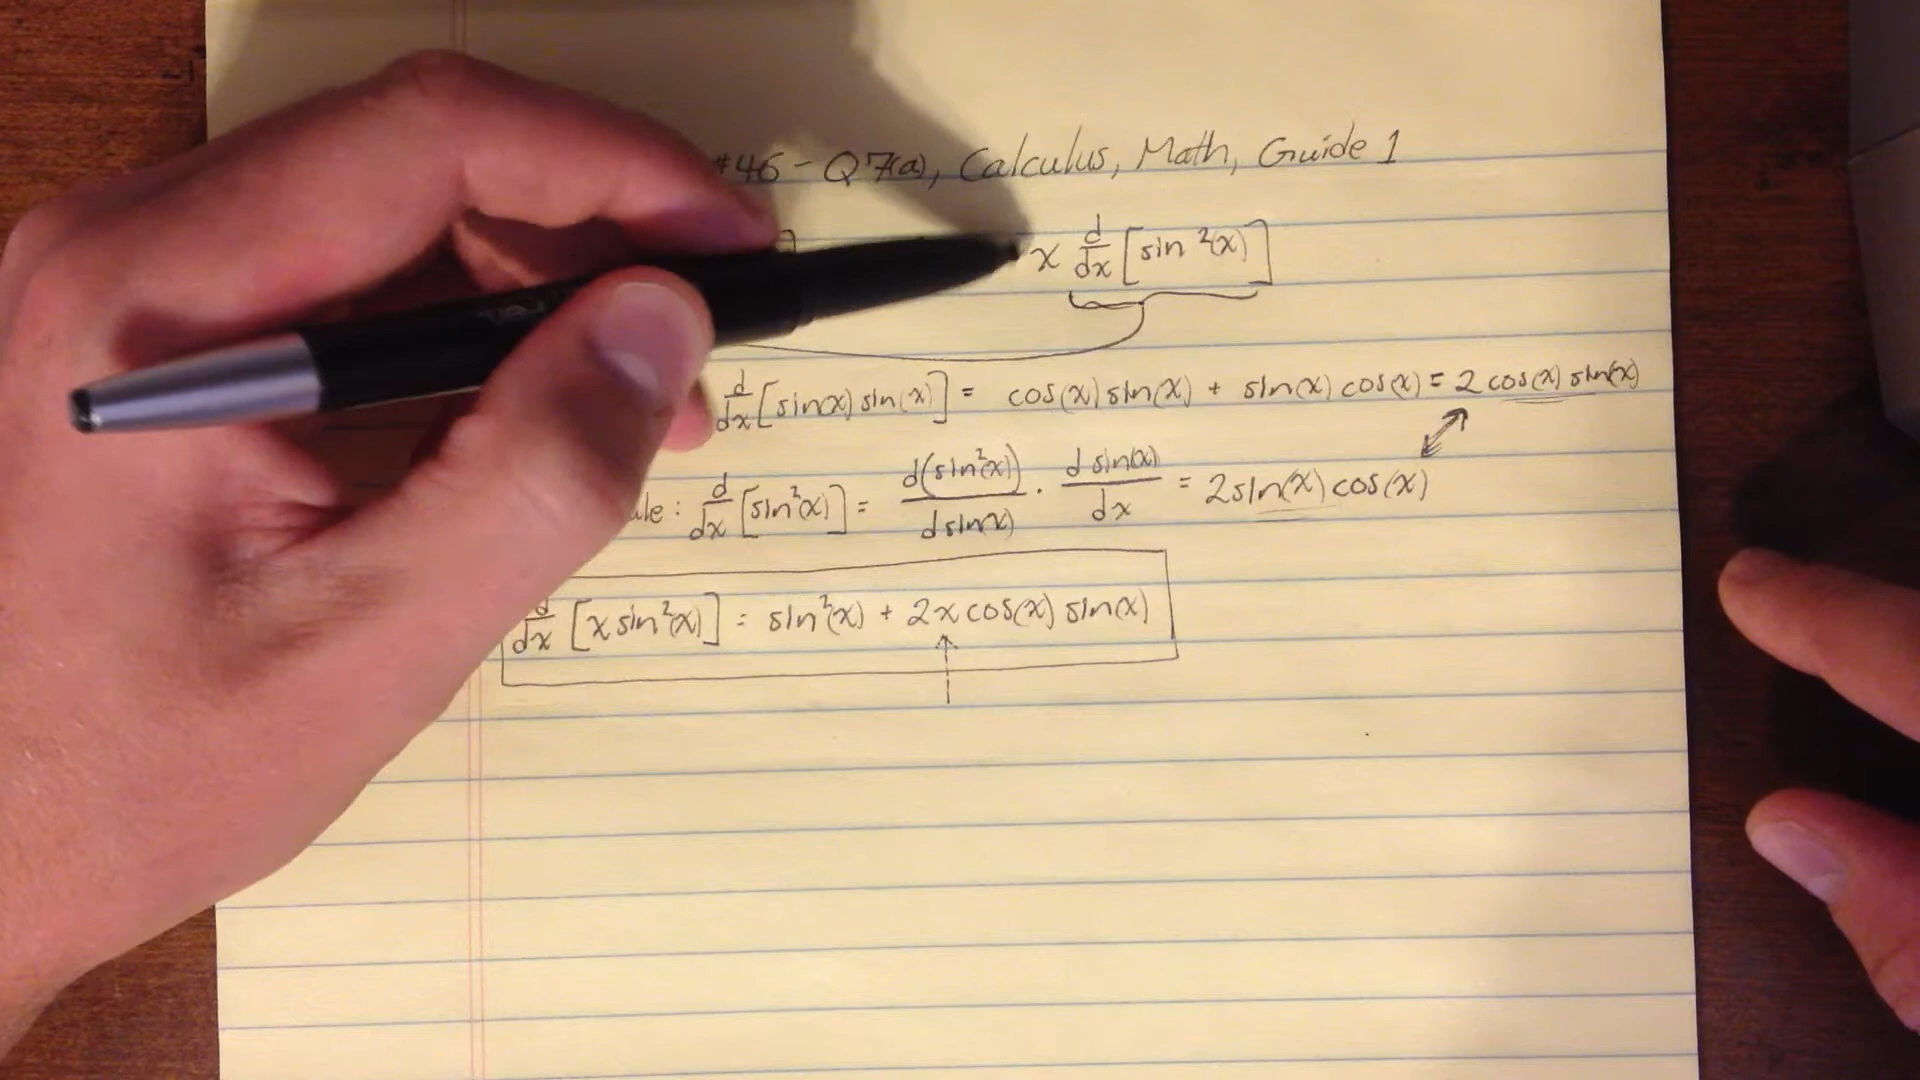 #46 - Q7(a), Calculus, Math, Guide 1
x d/dx [sin²(x)]
d/dx [sin(x) sin(x)] = cos(x) sin(x) + sin(x) cos(x) = 2 cos(x) sin(x)
ule: d/dx [sin²(x)] = d(sin²(x))/d sin(x) · d sin(x)/dx = 2 sin(x) cos(x)
d/dx [x sin²(x)] = sin²(x) + 2x cos(x) sin(x)